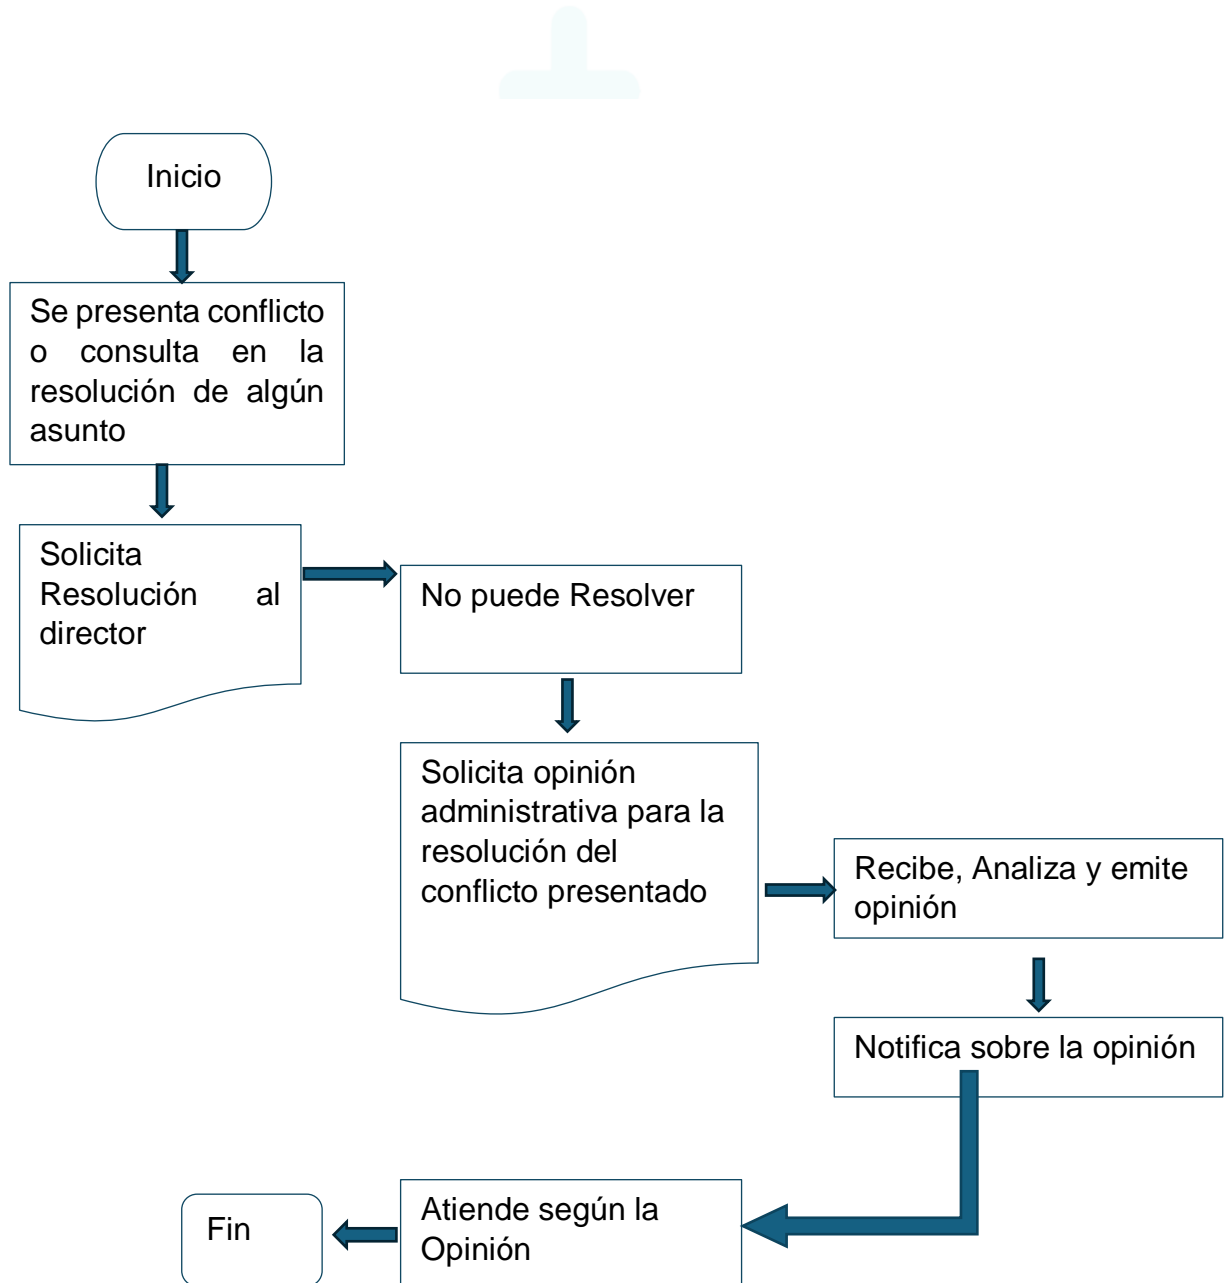 Inicio
Se presenta conflicto
o consulta en la
resolución de algún
asunto
Solicita
Resolución al
director
No puede Resolver
Solicita opinión
administrativa para la
resolución del
conflicto presentado
Recibe, Analiza y emite
opinión
Notifica sobre la opinión
Atiende según la
Opinión
Fin